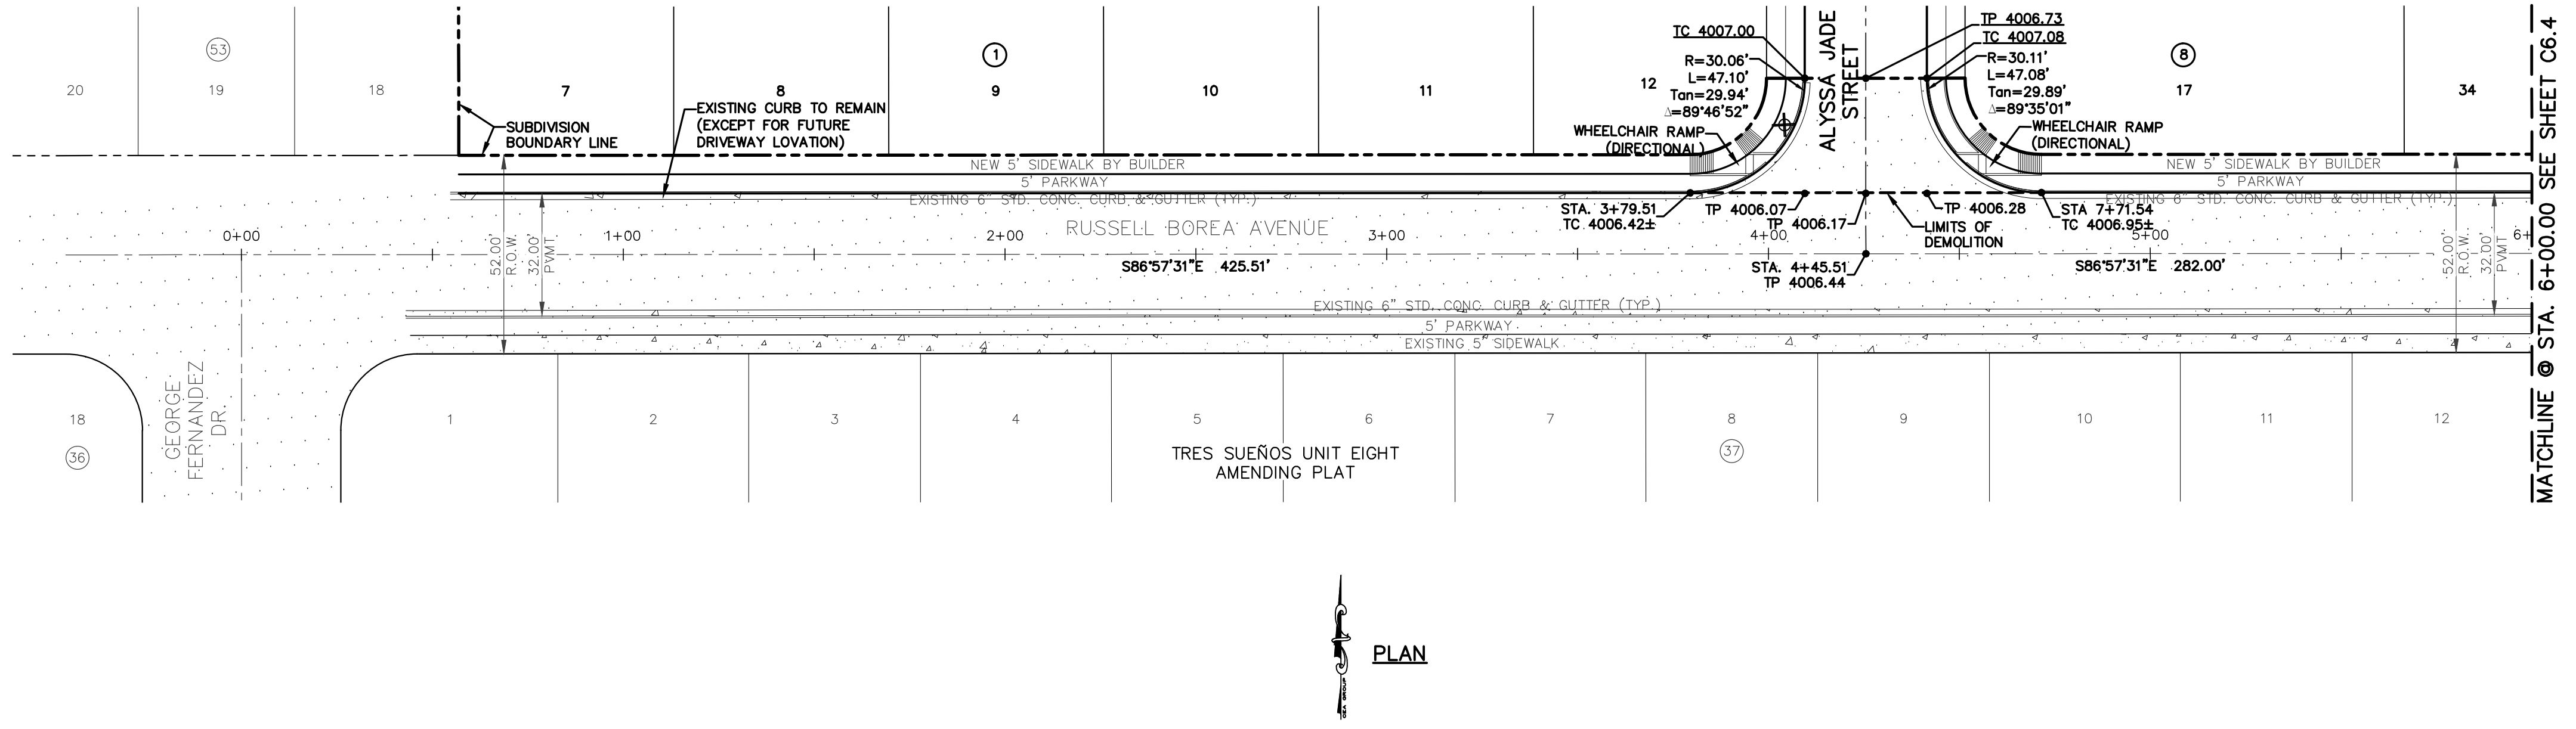 53
20
19
18
7
8
1
9
10
11
12
8
17
34
SUBDIVISION
BOUNDARY LINE
EXISTING CURB TO REMAIN
(EXCEPT FOR FUTURE
DRIVEWAY LOVATION)
TC 4007.00
R=30.06'
L=47.10'
Tan=29.94'
Δ=89°46'52"
WHEELCHAIR RAMP
(DIRECTIONAL)
ALYSSA JADE
STREET
TP 4006.73
TC 4007.08
R=30.11'
L=47.08'
Tan=29.89'
Δ=89°35'01"
WHEELCHAIR RAMP
(DIRECTIONAL)
NEW 5' SIDEWALK BY BUILDER
5' PARKWAY
EXISTING 6" STD. CONC. CURB & GUTTER (TYP.)
NEW 5' SIDEWALK BY BUILDER
5' PARKWAY
EXISTING 6" STD. CONC. CURB & GUTTER (TYP.)
STA. 3+79.51
TC 4006.42±
TP 4006.07
TP 4006.17
TP 4006.28
LIMITS OF
DEMOLITION
STA 7+71.54
TC 4006.95±
RUSSELL BOREA AVENUE
0+00
1+00
2+00
3+00
4+00
5+00
6+
52.00'
R.O.W.
32.00'
PVMT
S86°57'31"E 425.51'
STA. 4+45.51
TP 4006.44
S86°57'31"E 282.00'
52.00'
R.O.W.
32.00'
PVMT
EXISTING 6" STD. CONC. CURB & GUTTER (TYP.)
5' PARKWAY
EXISTING 5' SIDEWALK
GEORGE
FERNANDEZ
DR.
18
36
1
2
3
4
5
6
7
8
37
9
10
11
12
TRES SUEÑOS UNIT EIGHT
AMENDING PLAT
MATCHLINE @ STA. 6+00.00 SEE SHEET C6.4
PLAN